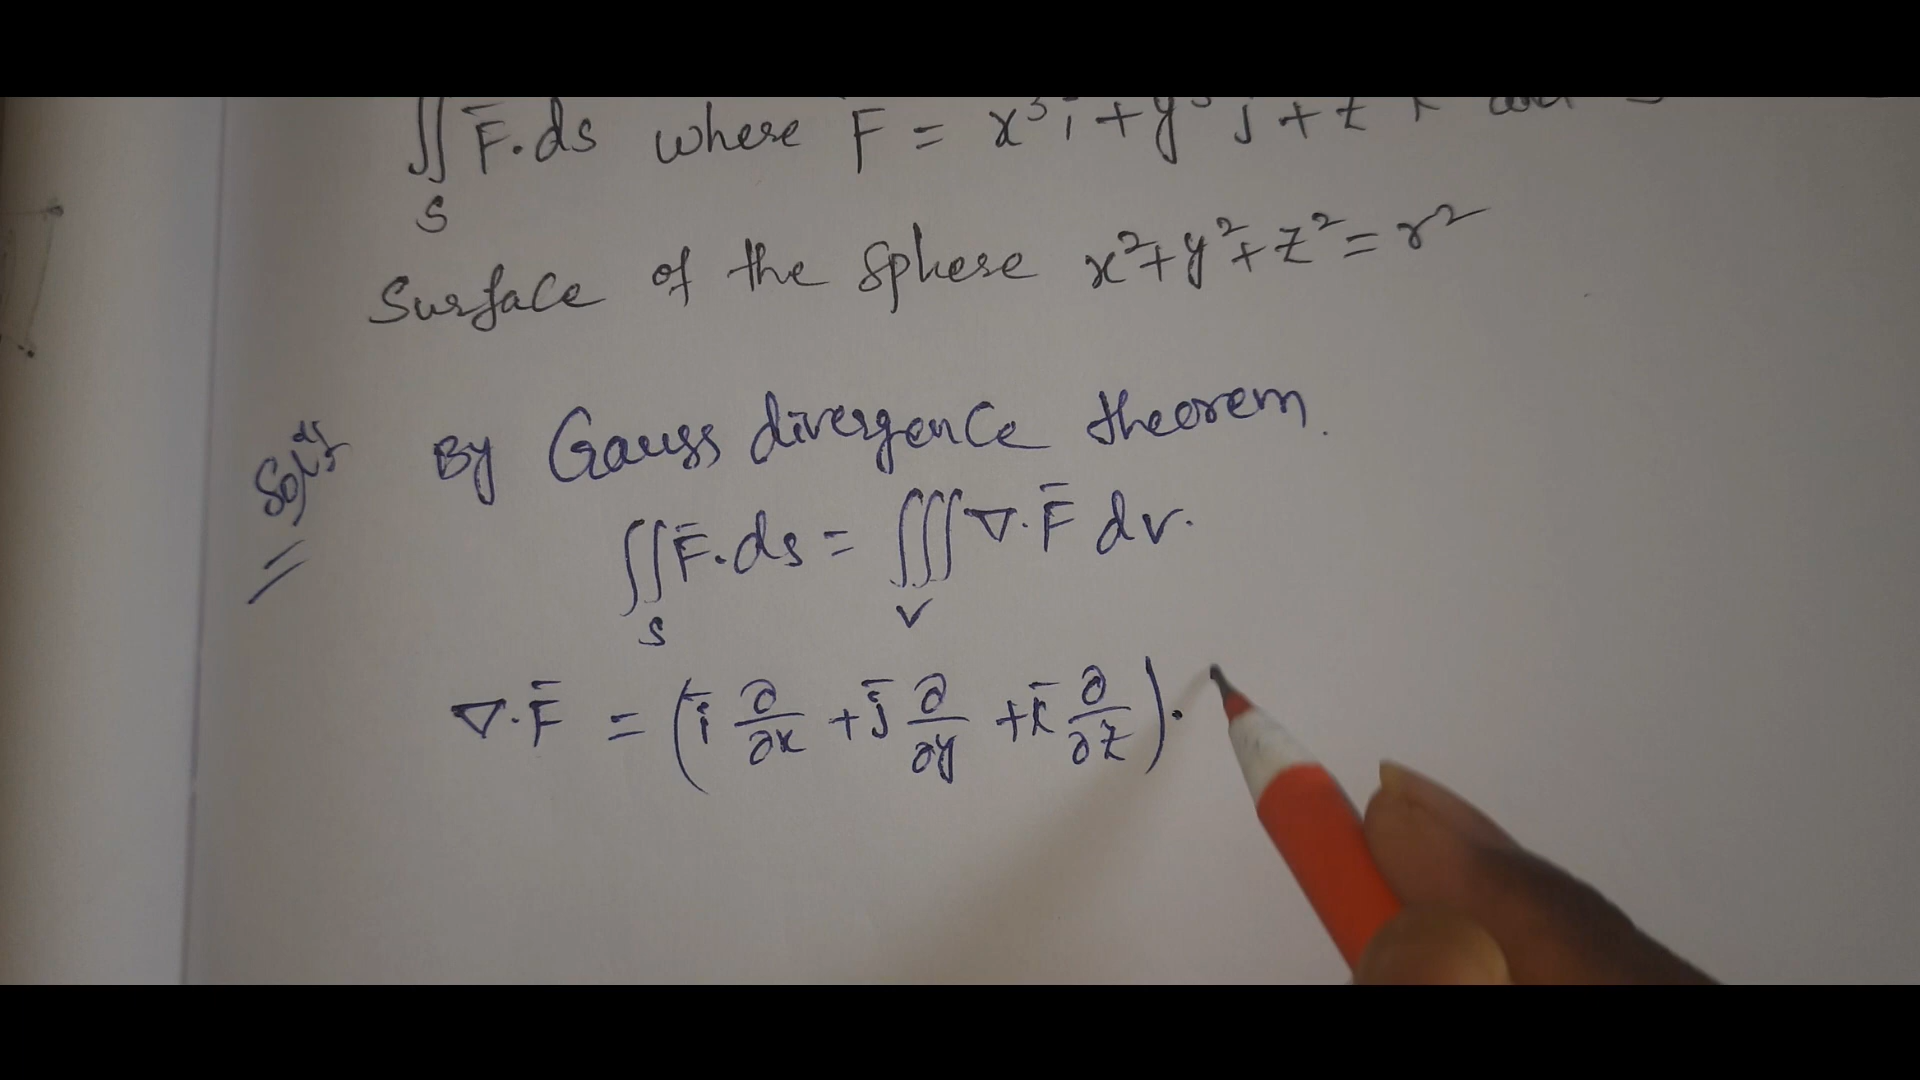 ∬ F̄.ds where F = x³i + y³j + z
S
Surface of the sphere x²+y²+z²=r²
Sol:
By Gauss divergence theorem.
∬ F̄.ds = ∭ ∇.F̄ dv.
S V
∇.F̄ = (ī ∂/∂x + j̄ ∂/∂y + k̄ ∂/∂z).